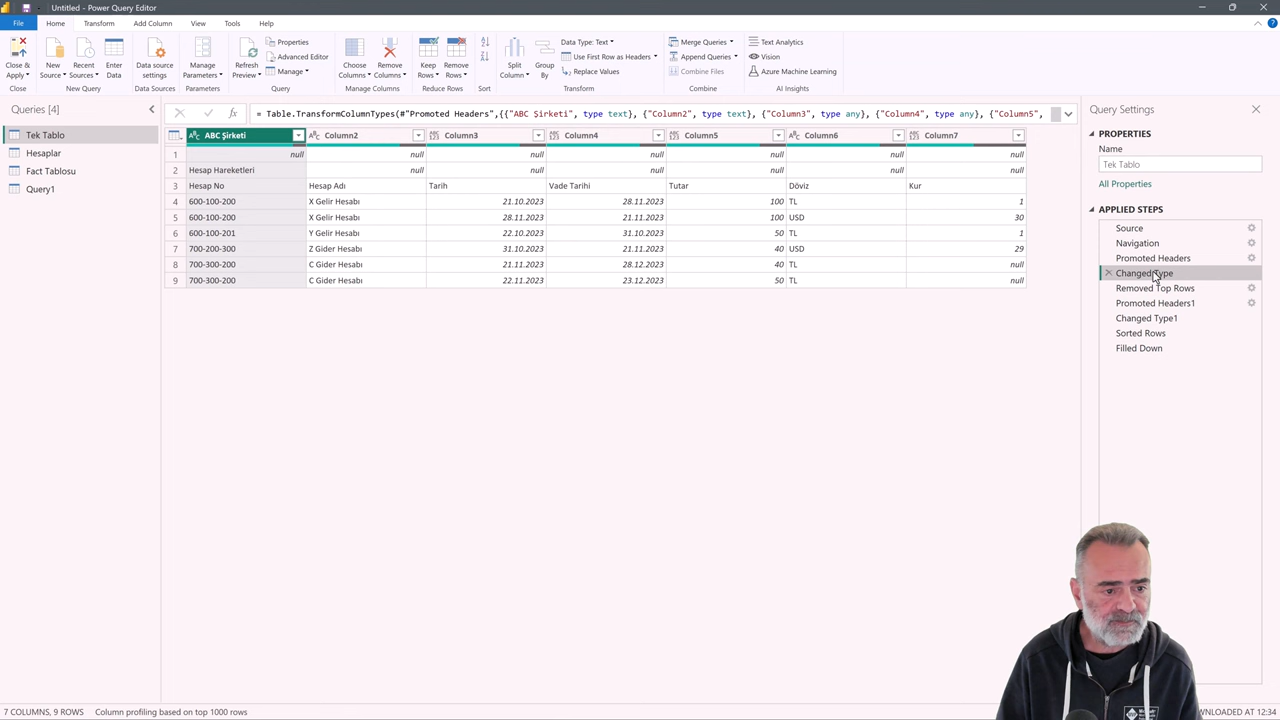 Untitled - Power Query Editor
File Home Transform Add Column View Tools Help
Close & Apply
New Source
Recent Sources
Enter Data
Data source settings
Manage Parameters
Refresh Preview
Properties
Advanced Editor
Manage
Choose Columns
Remove Columns
Keep Rows
Remove Rows
Split Column
Group By
Data Type: Text
Use First Row as Headers
Replace Values
Merge Queries
Append Queries
Combine Files
Text Analytics
Vision
Azure Machine Learning
Close New Query Data Sources Parameters Query Manage Columns Reduce Rows Sort Transform Combine AI Insights
Queries [4]
Tek Tablo
Hesaplar
Fact Tablosu
Query1
= Table.TransformColumnTypes(#"Promoted Headers",{{"ABC Şirketi", type text}, {"Column2", type text}, {"Column3", type any}, {"Column4", type any}, {"Column5",
ABC Şirketi Column2 Column3 Column4 Column5 Column6 Column7
1 null null null null null null null
2 Hesap Hareketleri null null null null null null
3 Hesap No Hesap Adı Tarih Vade Tarihi Tutar Döviz Kur
4 600-100-200 X Gelir Hesabı 21.10.2023 28.11.2023 100 TL 1
5 600-100-200 X Gelir Hesabı 28.11.2023 21.11.2023 100 USD 30
6 600-100-201 Y Gelir Hesabı 22.10.2023 31.10.2023 50 TL 1
7 700-200-300 Z Gider Hesabı 31.10.2023 21.11.2023 40 USD 29
8 700-300-200 C Gider Hesabı 21.11.2023 28.12.2023 40 TL null
9 700-300-200 C Gider Hesabı 22.11.2023 23.12.2023 50 TL null
Query Settings
PROPERTIES
Name
Tek Tablo
All Properties
APPLIED STEPS
Source
Navigation
Promoted Headers
Changed Type
Removed Top Rows
Promoted Headers1
Changed Type1
Sorted Rows
Filled Down
7 COLUMNS, 9 ROWS Column profiling based on top 1000 rows
WNLOADED AT 12:34